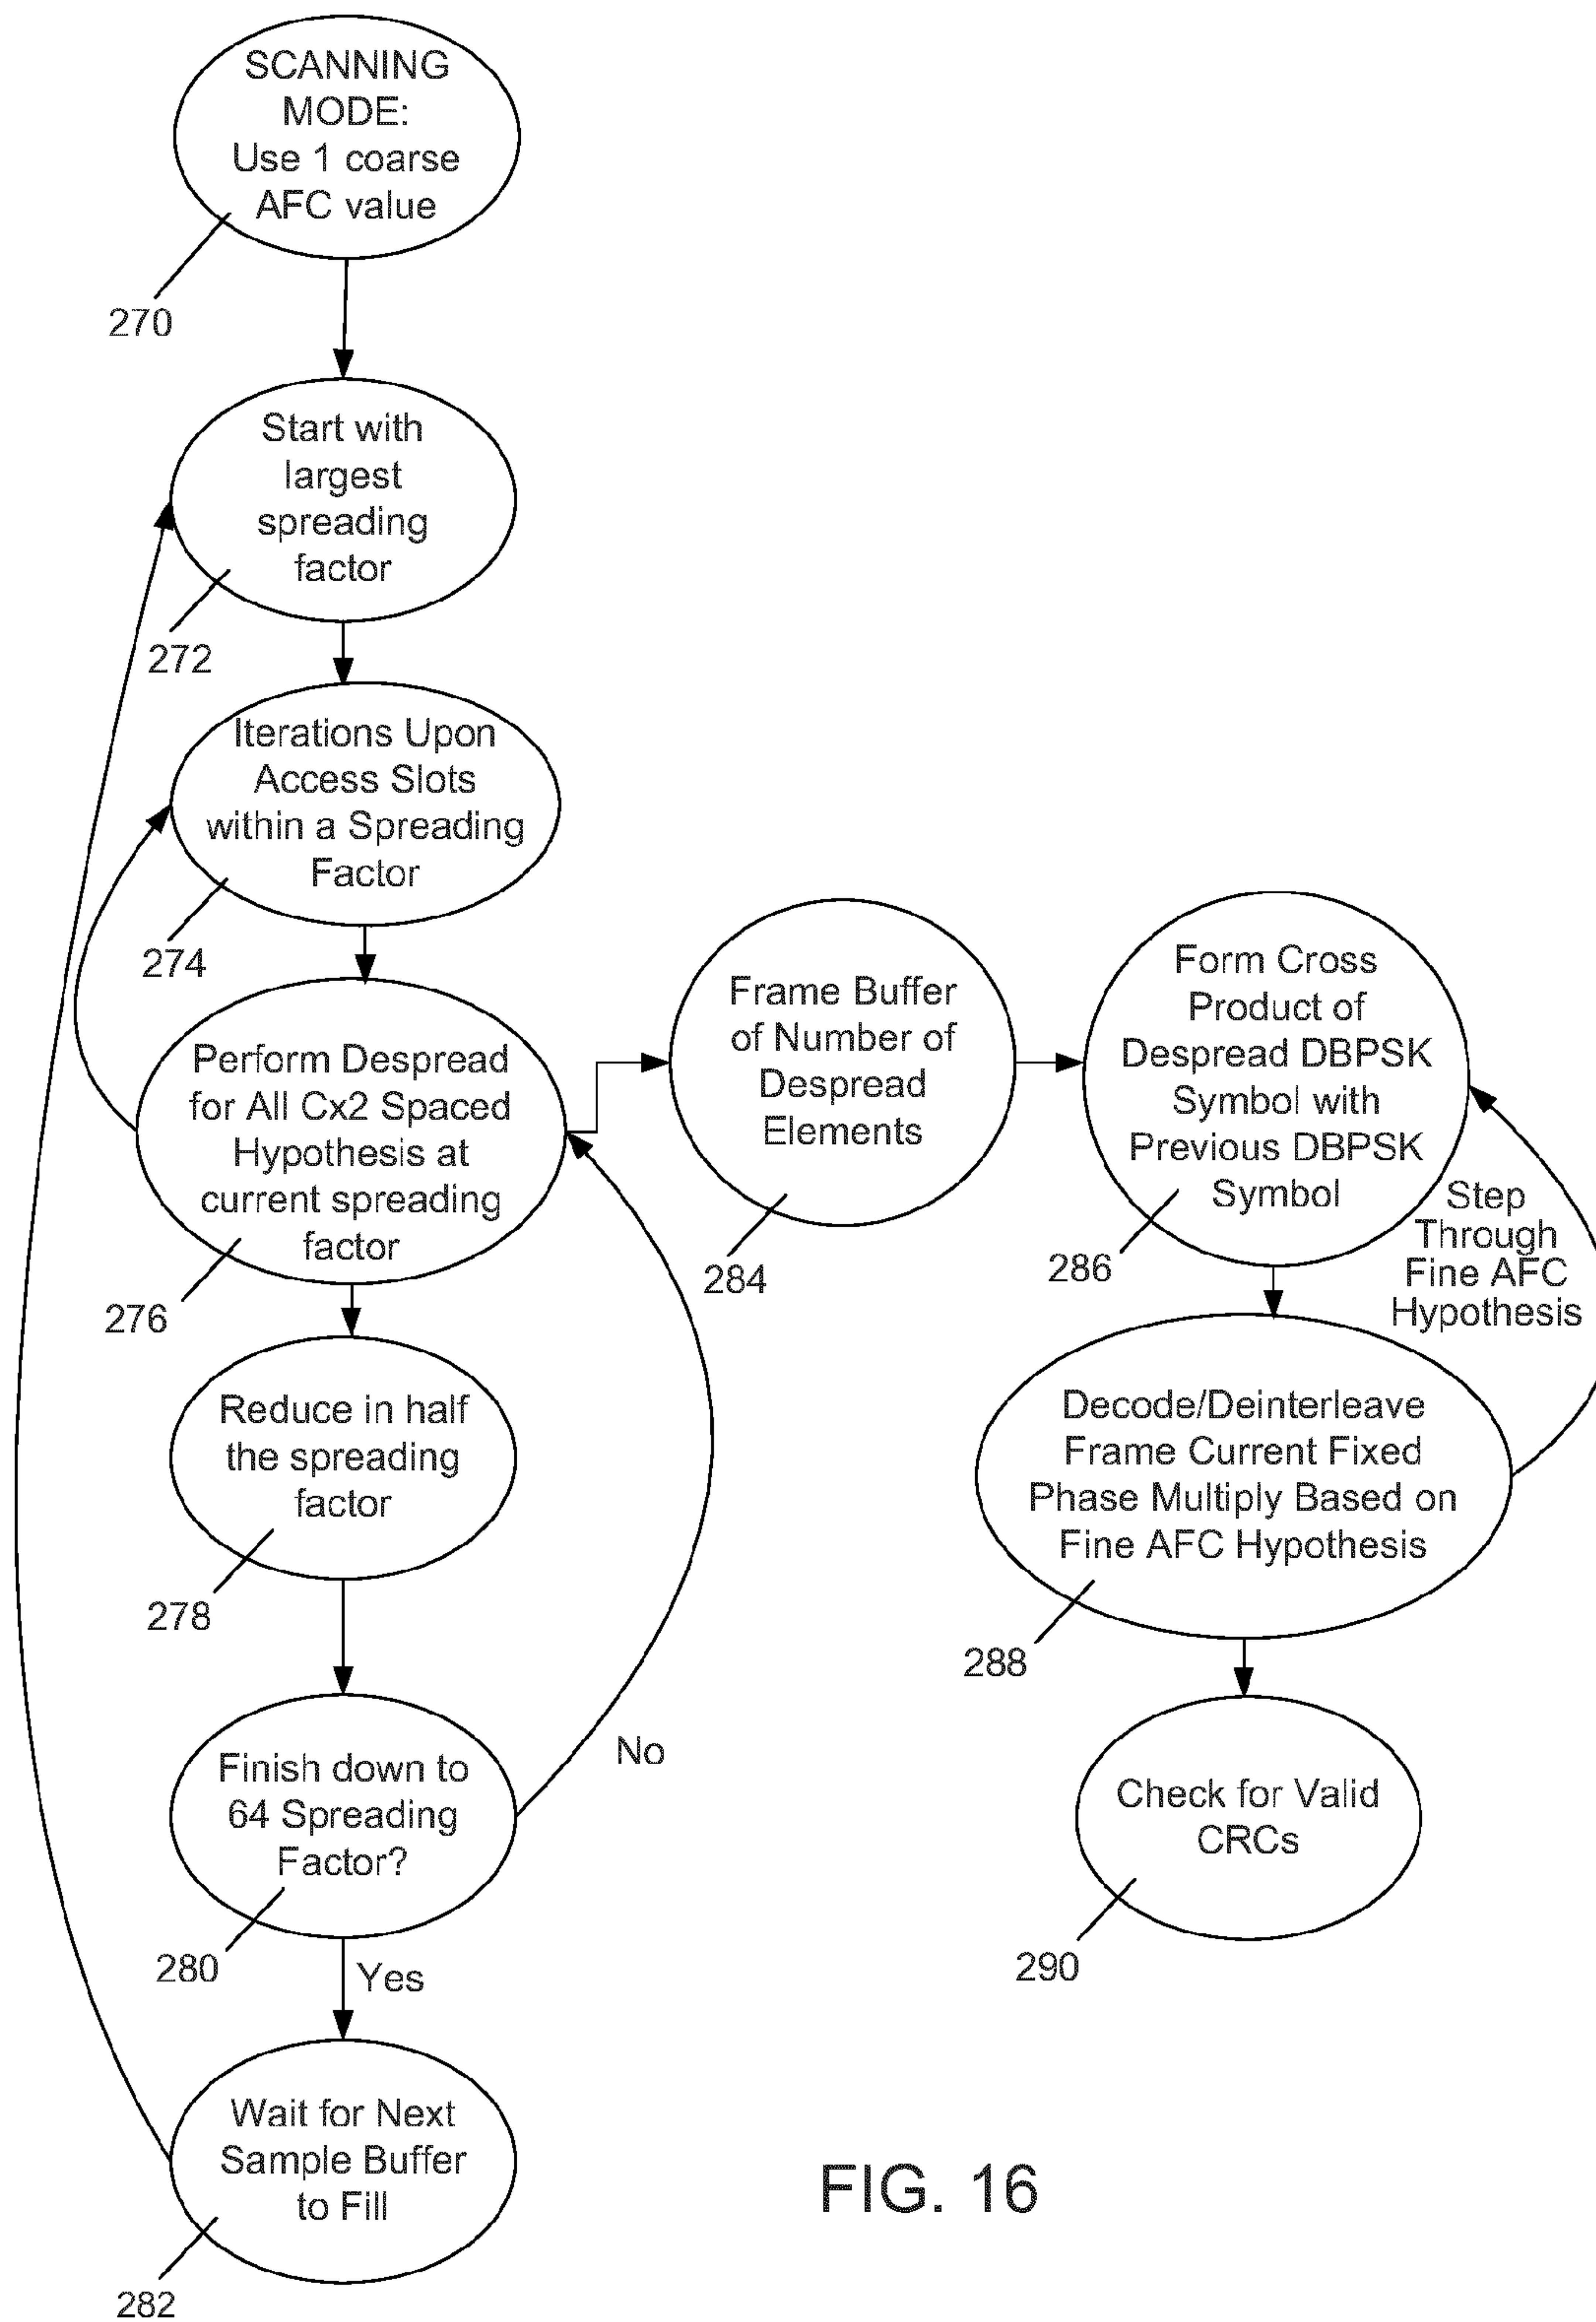 SCANNING
MODE:
Use 1 coarse
AFC value
270
Start with
largest
spreading
factor
272
Iterations Upon
Access Slots
within a Spreading
Factor
274
Perform Despread
for All Cx2 Spaced
Hypothesis at
current spreading
factor
276
Reduce in half
the spreading
factor
278
Finish down to
64 Spreading
Factor?
280
No
Yes
Wait for Next
Sample Buffer
to Fill
282
Frame Buffer
of Number of
Despread
Elements
284
Form Cross
Product of
Despread DBPSK
Symbol with
Previous DBPSK
Symbol
286
Step
Through
Fine AFC
Hypothesis
Decode/Deinterleave
Frame Current Fixed
Phase Multiply Based on
Fine AFC Hypothesis
288
Check for Valid
CRCs
290
FIG. 16